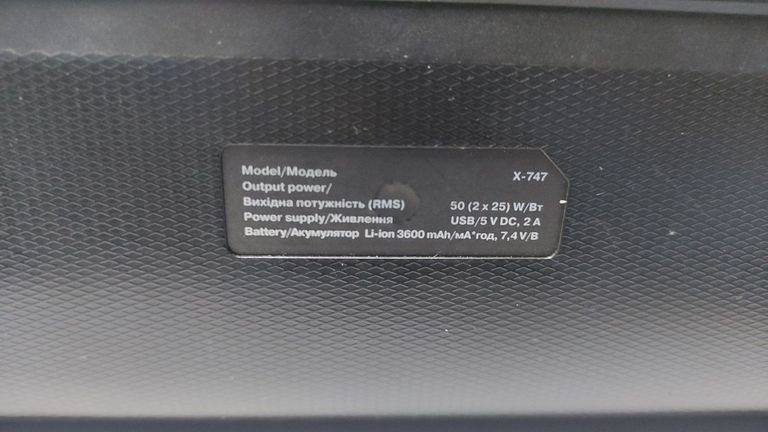 Model/Модель X-747
Output power/
Вихідна потужність (RMS) 50 (2 x 25) W/Вт
Power supply/Живлення USB/5 V DC, 2 A
Battery/Акумулятор Li-ion 3600 mAh/мА*год, 7,4 V/В